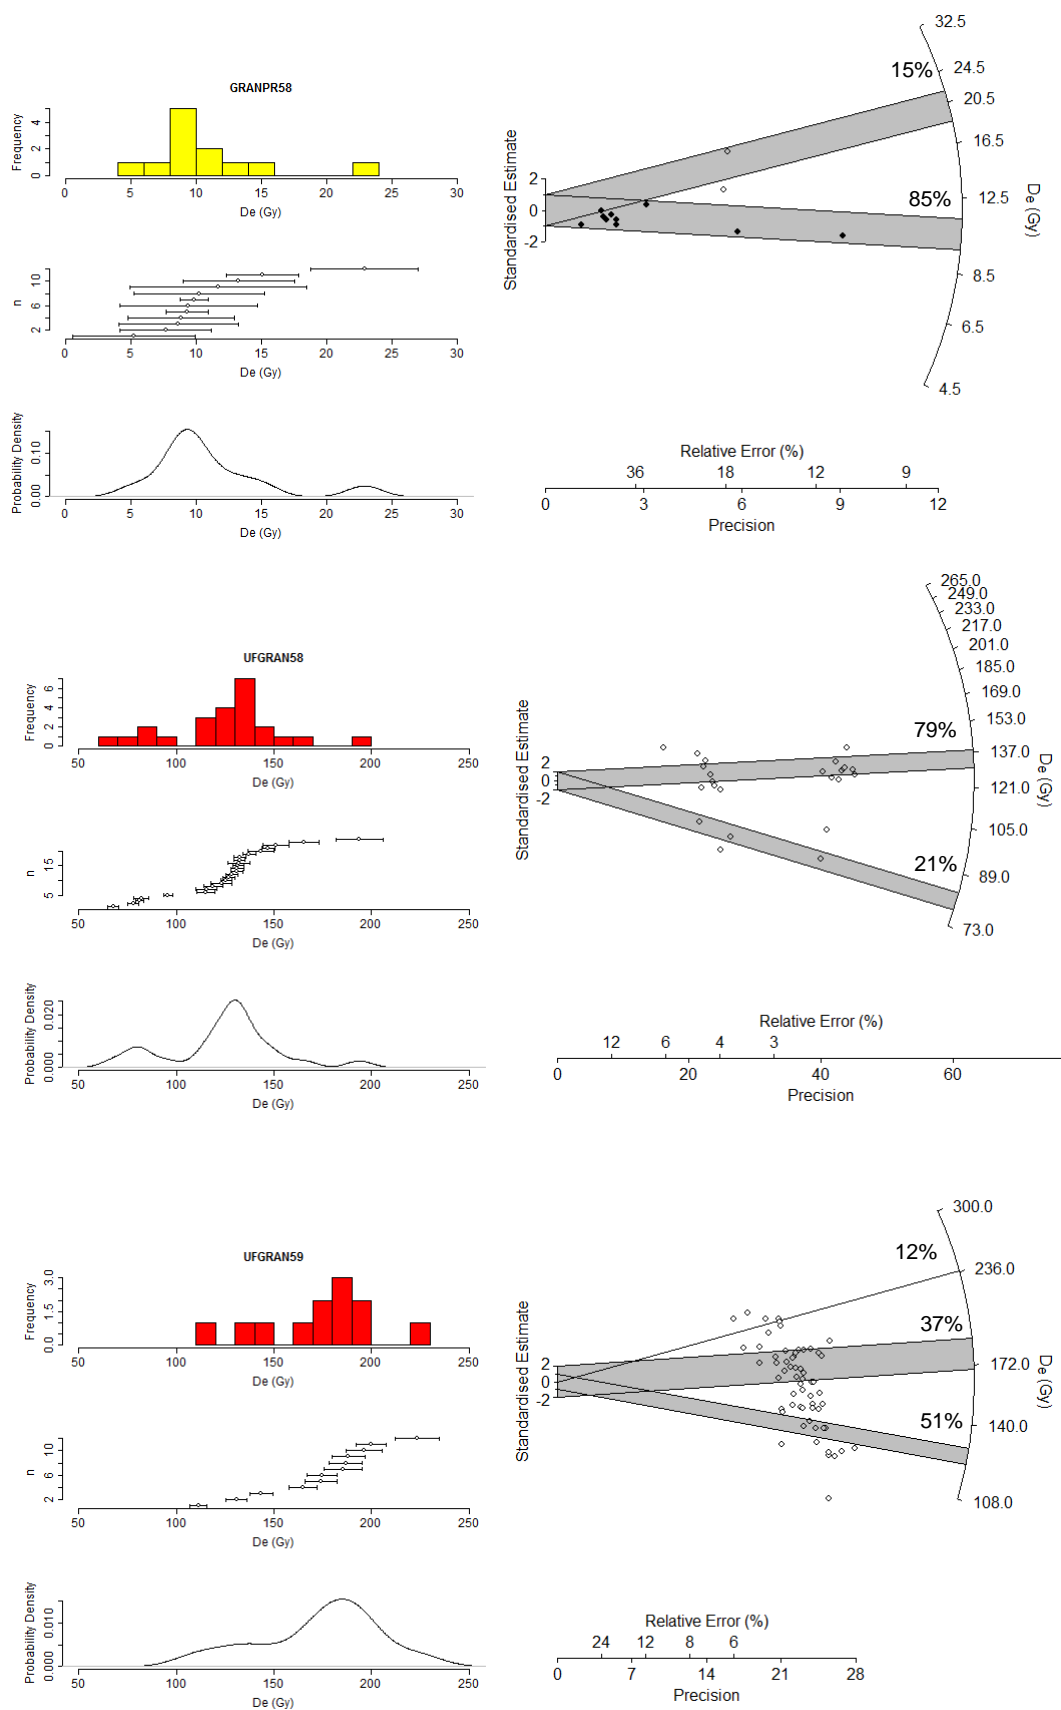 GRANPR58
Frequency
0 2 4
0 5 10 15 20 25 30
De (Gy)
n
2 6 10
0 5 10 15 20 25 30
De (Gy)
Probability Density
0.00 0.10
0 5 10 15 20 25 30
De (Gy)
32.5
24.5
20.5
16.5
12.5
8.5
6.5
4.5
De (Gy)
15%
85%
Standardised Estimate
2
0
-2
Relative Error (%)
36 18 12 9
0 3 6 9 12
Precision
UFGRAN58
Frequency
0 2 4 6
50 100 150 200 250
De (Gy)
n
5 15
50 100 150 200 250
De (Gy)
Probability Density
0.000 0.020
50 100 150 200 250
De (Gy)
265.0
249.0
233.0
217.0
201.0
185.0
169.0
153.0
137.0
121.0
105.0
89.0
73.0
De (Gy)
79%
21%
Standardised Estimate
2
0
-2
Relative Error (%)
12 6 4 3
0 20 40 60
Precision
UFGRAN59
Frequency
0.0 1.5 3.0
50 100 150 200 250
De (Gy)
n
2 6 10
50 100 150 200 250
De (Gy)
Probability Density
0.000 0.010
50 100 150 200 250
De (Gy)
300.0
236.0
172.0
140.0
108.0
De (Gy)
12%
37%
51%
Standardised Estimate
2
0
-2
Relative Error (%)
24 12 8 6
0 7 14 21 28
Precision